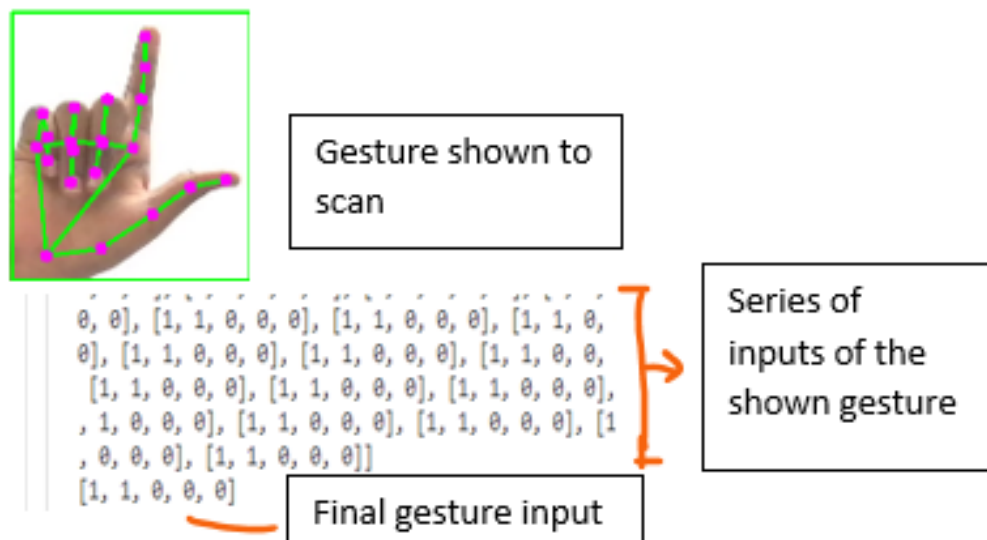 Gesture shown to
scan
Series of
inputs of the
shown gesture
0, 0], [1, 1, 0, 0, 0], [1, 1, 0, 0, 0], [1, 1, 0,
0], [1, 1, 0, 0, 0], [1, 1, 0, 0, 0], [1, 1, 0, 0,
[1, 1, 0, 0, 0], [1, 1, 0, 0, 0], [1, 1, 0, 0, 0],
, 1, 0, 0, 0], [1, 1, 0, 0, 0], [1, 1, 0, 0, 0], [1
, 0, 0, 0], [1, 1, 0, 0, 0]]
[1, 1, 0, 0, 0]
Final gesture input